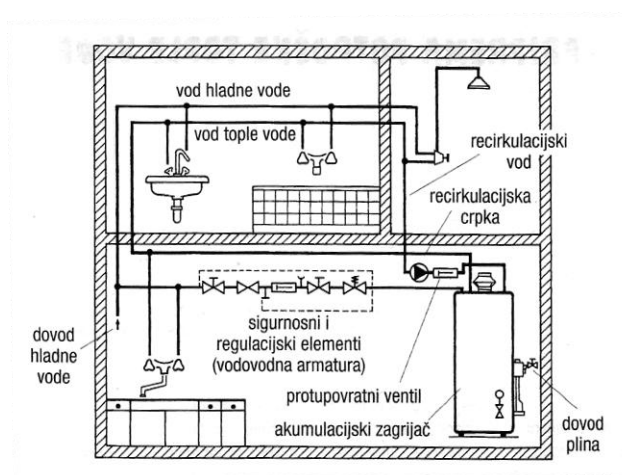 vod hladne vode
vod tople vode
recirkulacijski
vod
recirkulacijska
crpka
sigurnosni i
regulacijski elementi
(vodovodna armatura)
dovod
hladne
vode
protupovratni ventil
akumulacijski zagrijač
dovod
plina